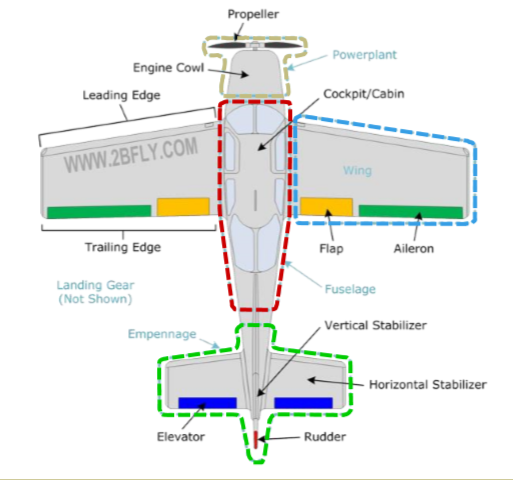 Propeller
Powerplant
Engine Cowl
Leading Edge
Cockpit/Cabin
WWW.2BFLY.COM
Wing
Trailing Edge
Flap
Aileron
Landing Gear
(Not Shown)
Fuselage
Empennage
Vertical Stabilizer
Horizontal Stabilizer
Elevator
Rudder